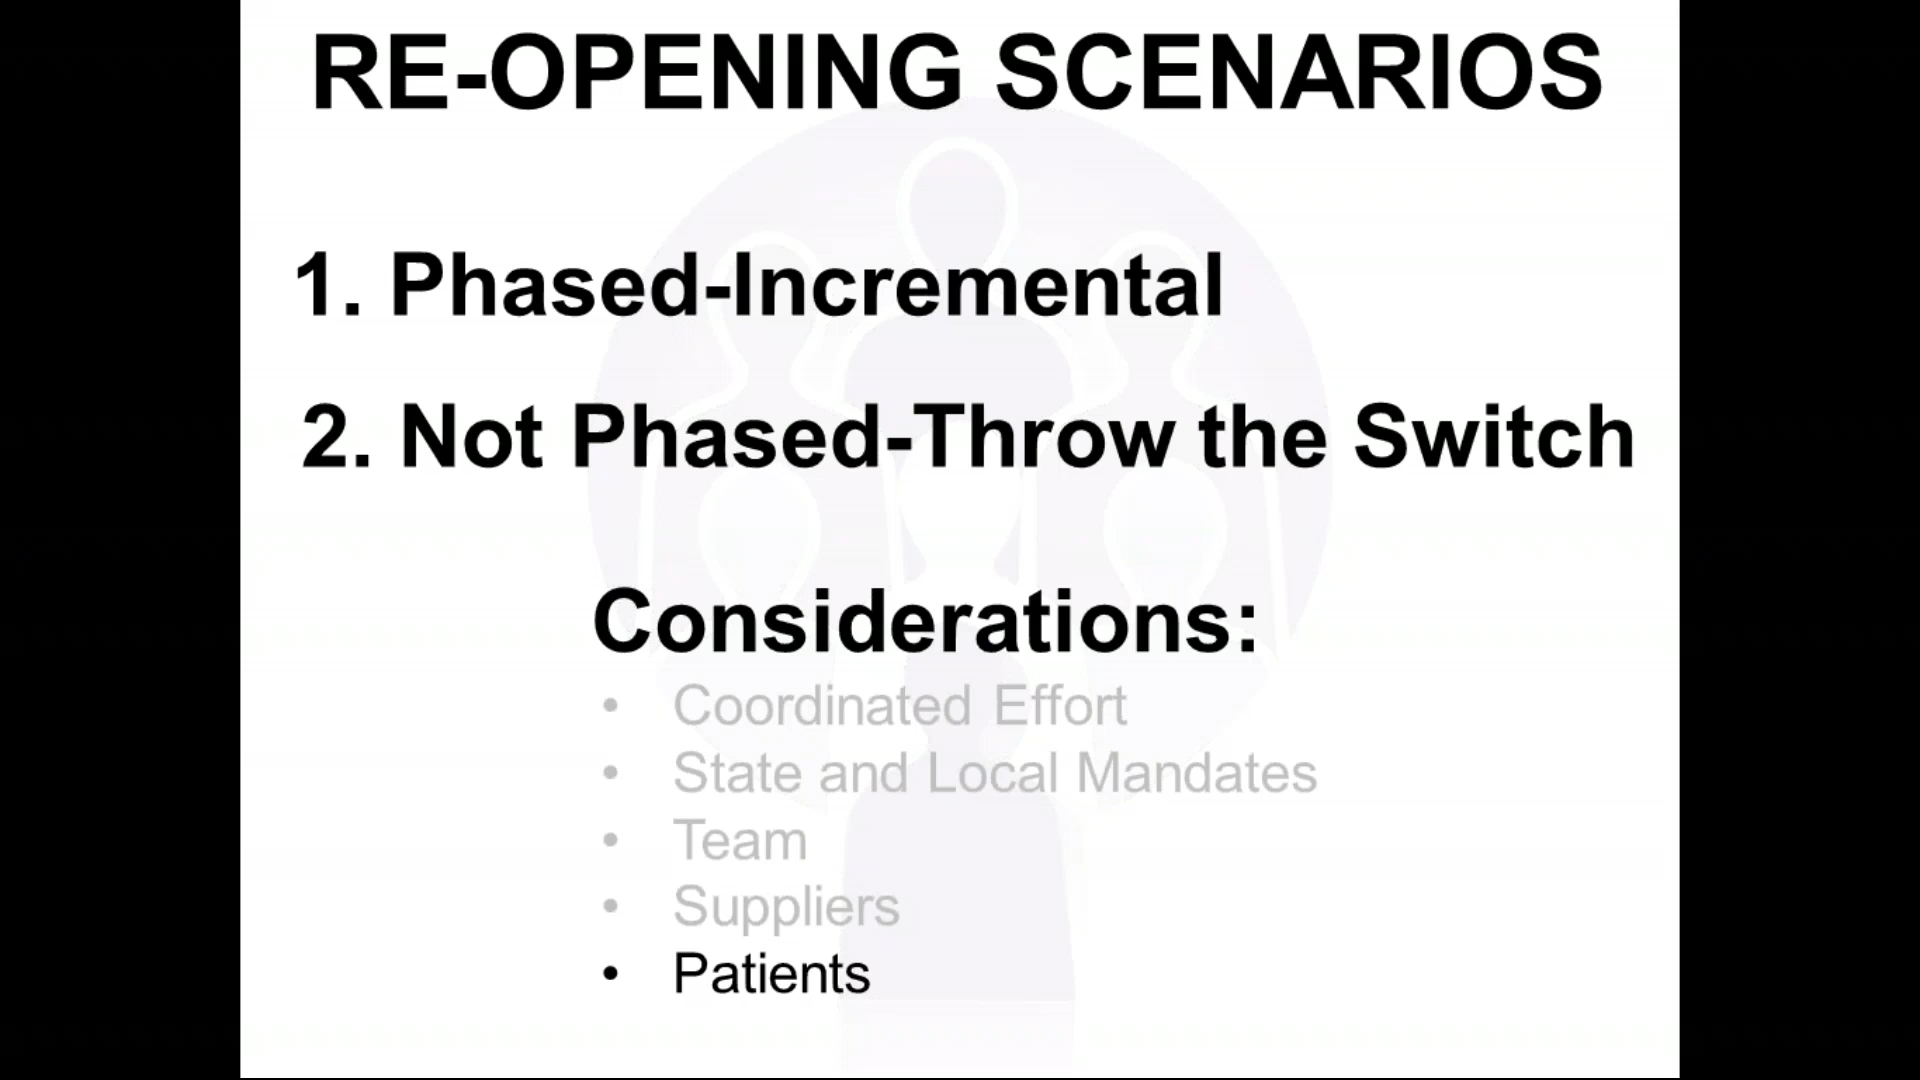 RE-OPENING SCENARIOS
1. Phased-Incremental
2. Not Phased-Throw the Switch
Considerations:
• Coordinated Effort
• State and Local Mandates
• Team
• Suppliers
• Patients